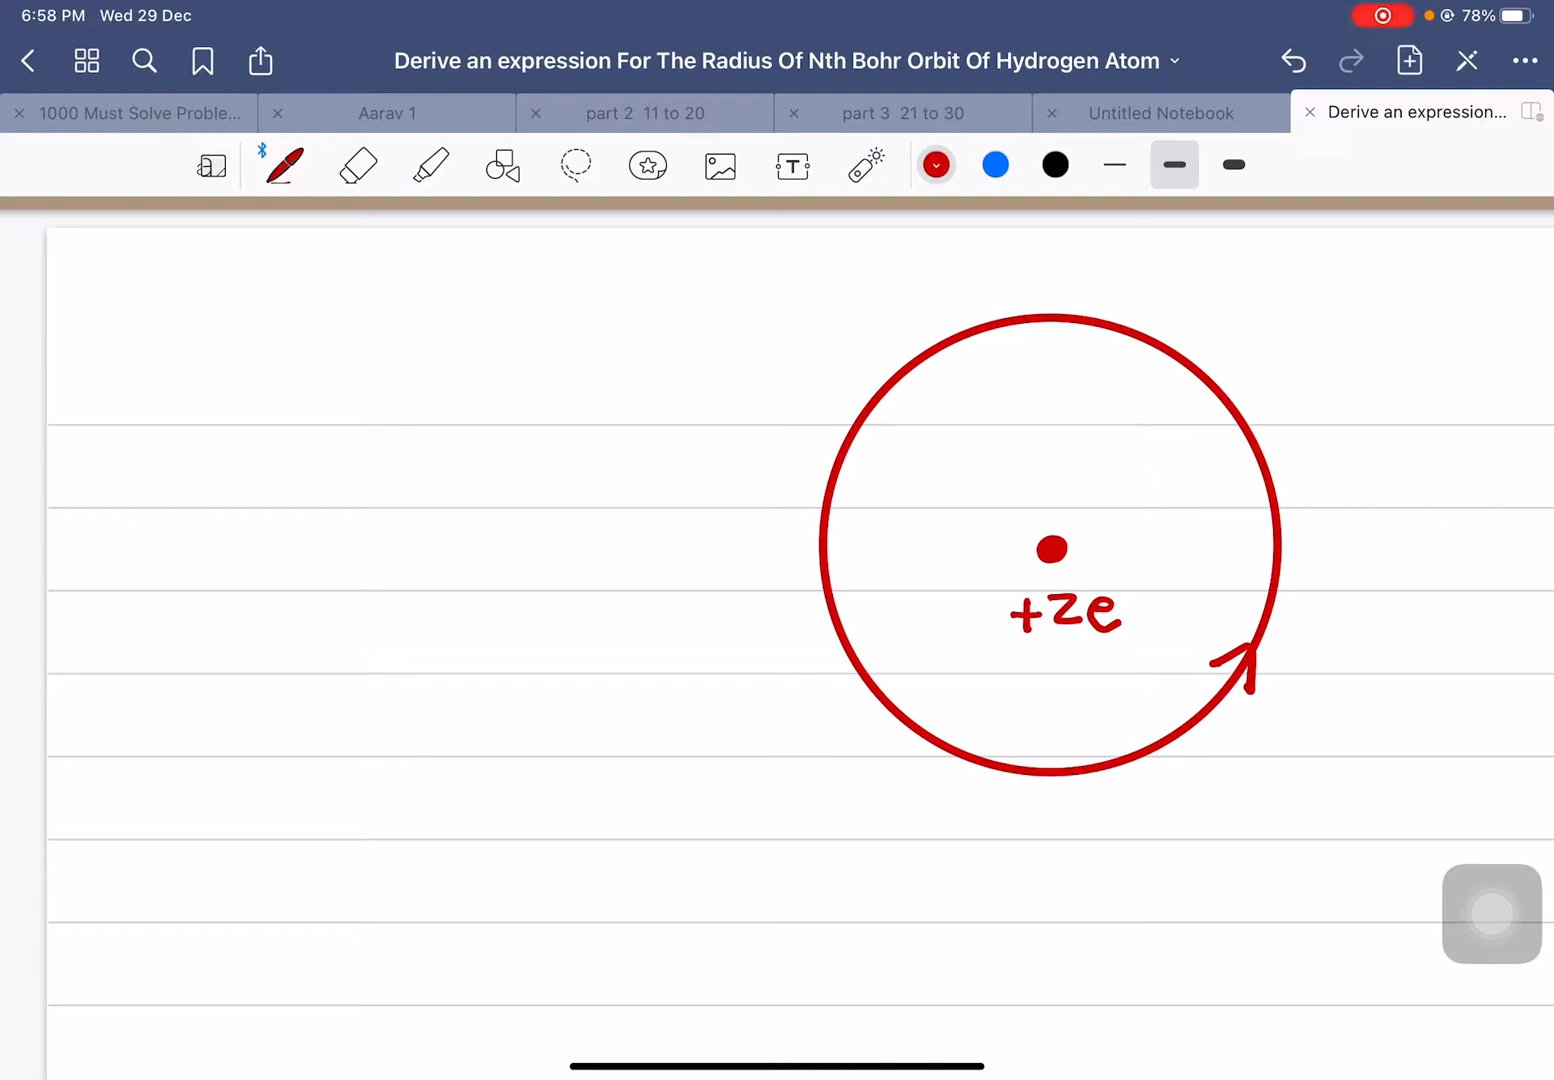 6:58 PM Wed 29 Dec 78%
Derive an expression For The Radius Of Nth Bohr Orbit Of Hydrogen Atom
1000 Must Solve Proble... Aarav 1 part 2 11 to 20 part 3 21 to 30 Untitled Notebook Derive an expression...
T
+ze